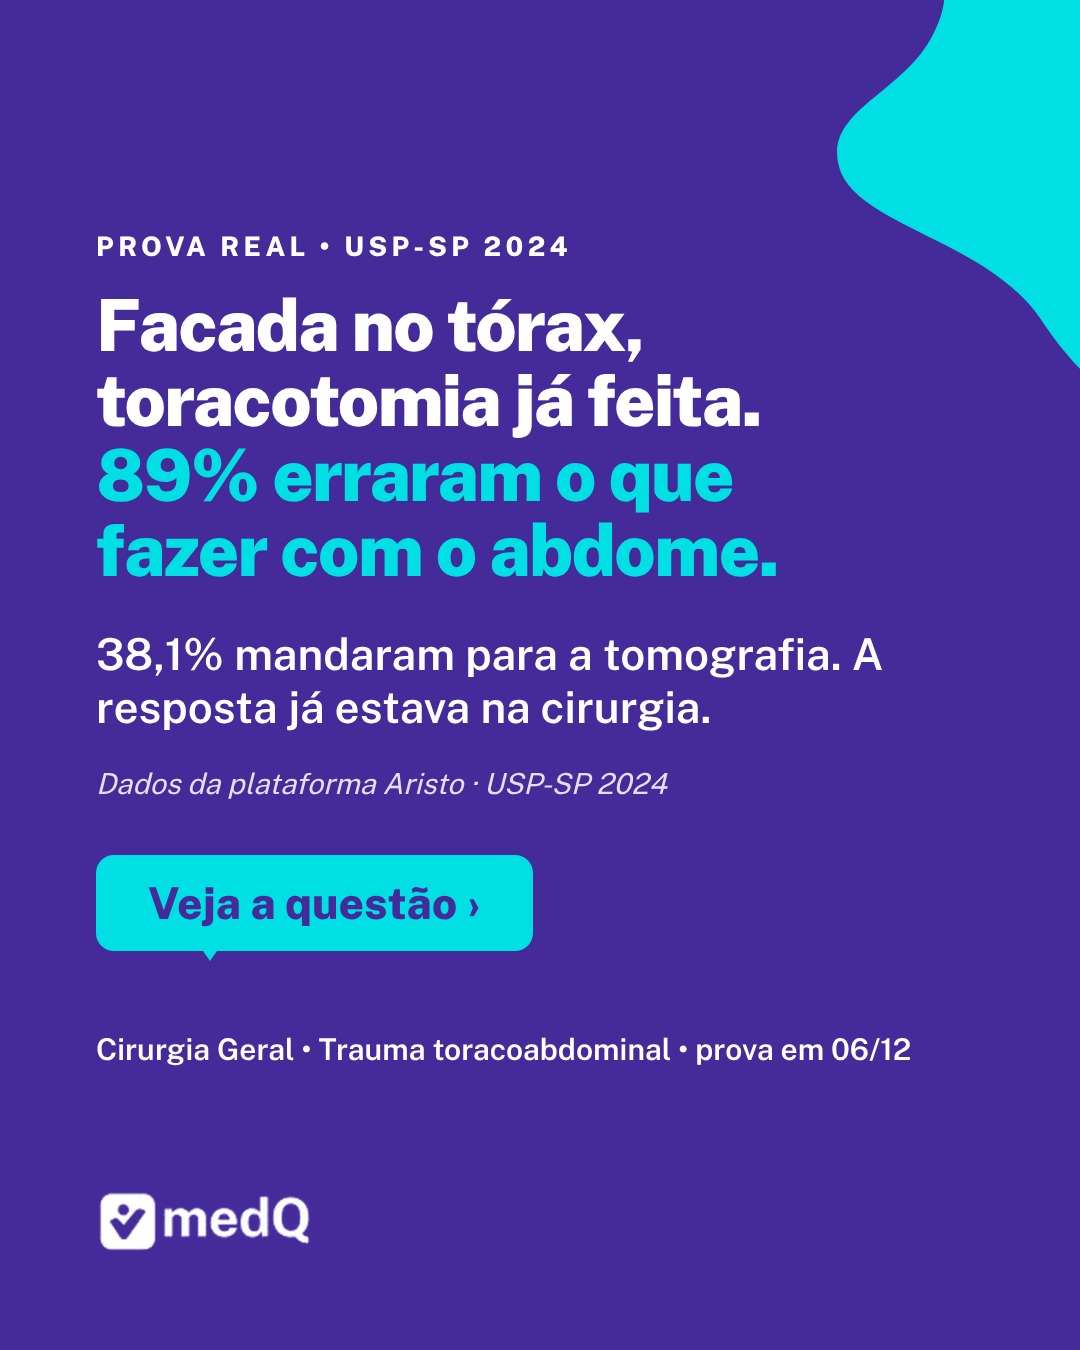 PROVA REAL • USP-SP 2024
Facada no tórax,
toracotomia já feita.
89% erraram o que
fazer com o abdome.
38,1% mandaram para a tomografia. A
resposta já estava na cirurgia.
Dados da plataforma Aristo · USP-SP 2024
Veja a questão ›
Cirurgia Geral • Trauma toracoabdominal • prova em 06/12
medQ